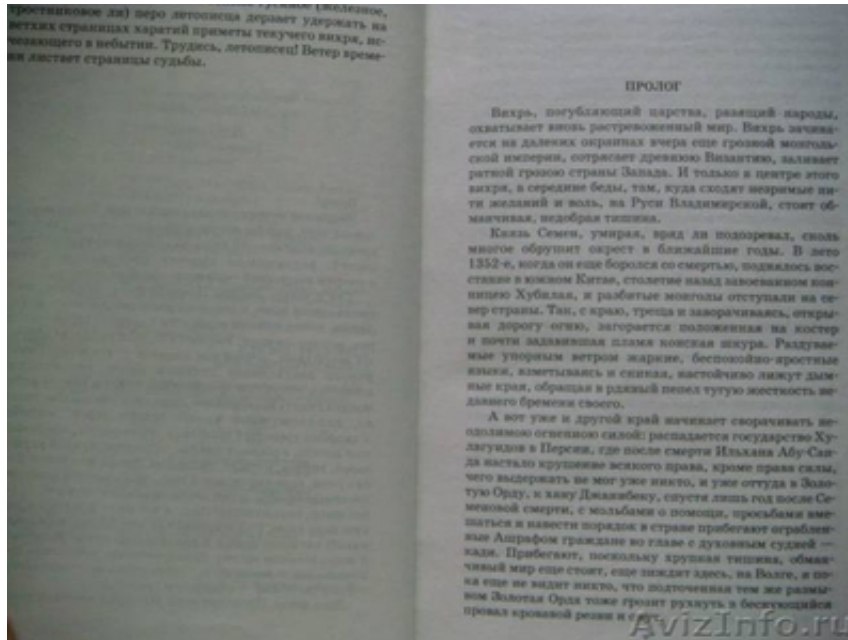 гусиное (железное,
тростниковое ли) перо летописца дерзает удержать на
ветхих страницах харатий приметы текучего вихря, ис-
чезающего в небытии. Трудись, летописец! Ветер време-
ни листвет страницы судьбы.
ПРОЛОГ
Вихрь, погубляющий царства, разящий народы,
охватывает вновь растревоженный мир. Вихрь зачина-
ется на далеких окраинах вчера еще грозной монголь-
ской империи, сотрясает древнюю Византию, заливает
ратной грозою страны Запада. И только в центре этого
вихря, в середине беды, там, куда сходят незримые ни-
ти желаний и воль, на Руси Владимирской, стоит об-
манчивая, недобрая тишина.
Князь Семен, умирая, вряд ли подозревал, сколь
многое обрушит окрест в ближайшие годы. В лето
1352-е, когда он еще боролся со смертью, поднялось вос-
стание в южном Китае, столетие назад завоеванном кон-
ницею Хубилая, и разбитые монголы отступали на се-
вер страны. Так, с краю, треща и заворачиваясь, откры-
вая дорогу огню, загорается положенная на костер
и почти задавившая пламя конская шкура. Раздувае-
мые упорным ветром жаркие, беспокойно-яростные
языки, взметываясь и сникая, настойчиво лижут дым-
ные края, обращая в рдяный пепел тугую жесткость не-
давнего бремени своего.
А вот уже и другой край начинает сворачивать не-
одолимою огненною силой: распадается государство Ху-
лагуидов в Персии, где после смерти Ильхана Абу-Саи-
да настало крушение всякого права, кроме права силы,
чего выдержать не мог уже никто, и уже оттуда в Золо-
тую Орду, к хану Джанибеку, спустя лишь год после Се-
меновой смерти, с мольбами о помощи, просьбами вме-
шаться и навести порядок в стране прибегают ограблен-
ные Ашрафом граждане во главе с духовным судьей —
кади. Прибегают, поскольку хрупкая тишина, обман-
чивый мир еще стоит, еще зиждит здесь, на Волге, и по-
ка еще не видит никто, что подточенная тем же размы-
вом Золотая Орда тоже грозит рухнуть в беснующийся
провал кровавой резни и
AvizInfo.ru